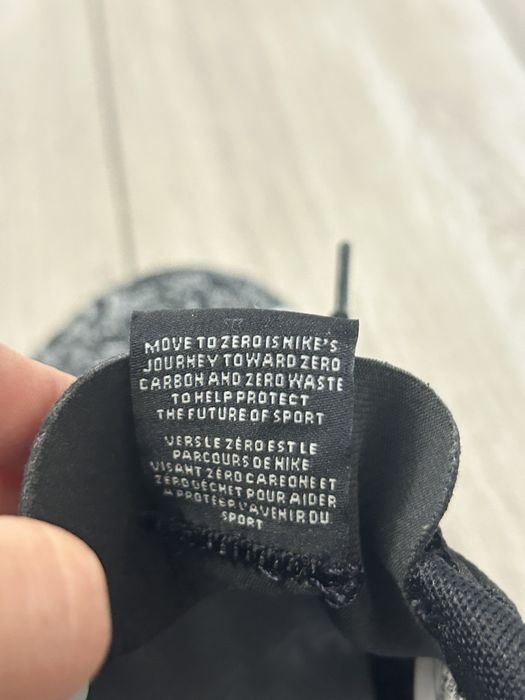 MOVE TO ZERO IS NIKE'S
JOURNEY TOWARD ZERO
CARBON AND ZERO WASTE
TO HELP PROTECT
THE FUTURE OF SPORT
VERS LE ZÉRO EST LE
PARCOURS DE NIKE
VISANT ZÉRO CARBONE ET
ZÉRO DÉCHET POUR AIDER
À PROTÉGER L'AVENIR DU
SPORT